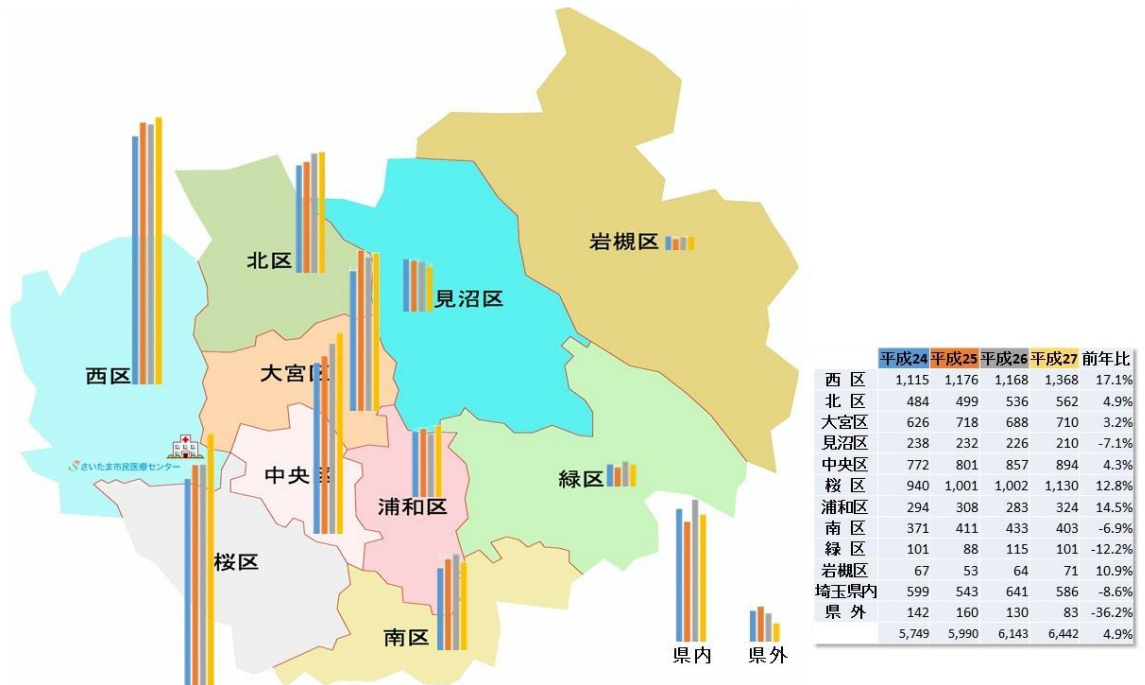 岩槻区
北区
見沼区
西区
大宮区
さいたま市民医療センター
中央区
緑区
浦和区
桜区
南区
県内
県外
平成24 平成25 平成26 平成27 前年比
西 区 1,115 1,176 1,168 1,368 17.1%
北 区 484 499 536 562 4.9%
大宮区 626 718 688 710 3.2%
見沼区 238 232 226 210 -7.1%
中央区 772 801 857 894 4.3%
桜 区 940 1,001 1,002 1,130 12.8%
浦和区 294 308 283 324 14.5%
南 区 371 411 433 403 -6.9%
緑 区 101 88 115 101 -12.2%
岩槻区 67 53 64 71 10.9%
埼玉県内 599 543 641 586 -8.6%
県 外 142 160 130 83 -36.2%
5,749 5,990 6,143 6,442 4.9%